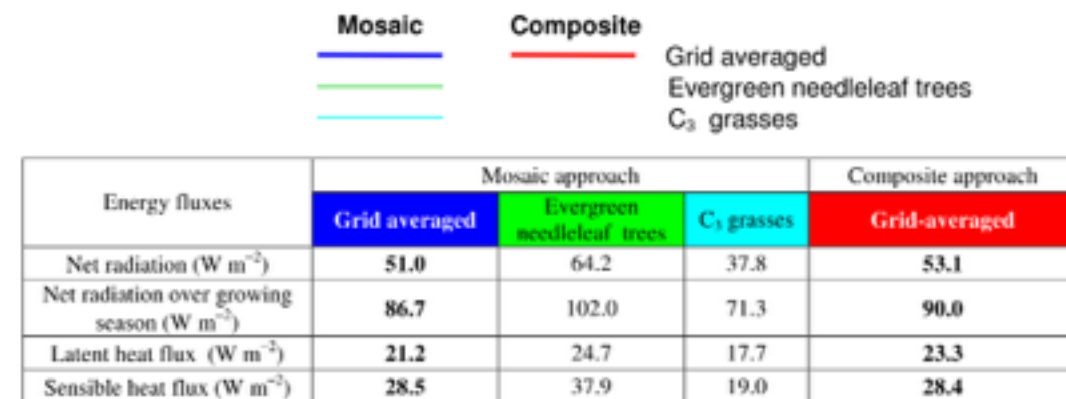 Mosaic Composite
Grid averaged
Evergreen needleleaf trees
C₃ grasses
Energy fluxes Mosaic approach Composite approach
Grid averaged Evergreen needleleaf trees C₃ grasses Grid-averaged
Net radiation (W m⁻²) 51.0 64.2 37.8 53.1
Net radiation over growing season (W m⁻²) 86.7 102.0 71.3 90.0
Latent heat flux (W m⁻²) 21.2 24.7 17.7 23.3
Sensible heat flux (W m⁻²) 28.5 37.9 19.0 28.4